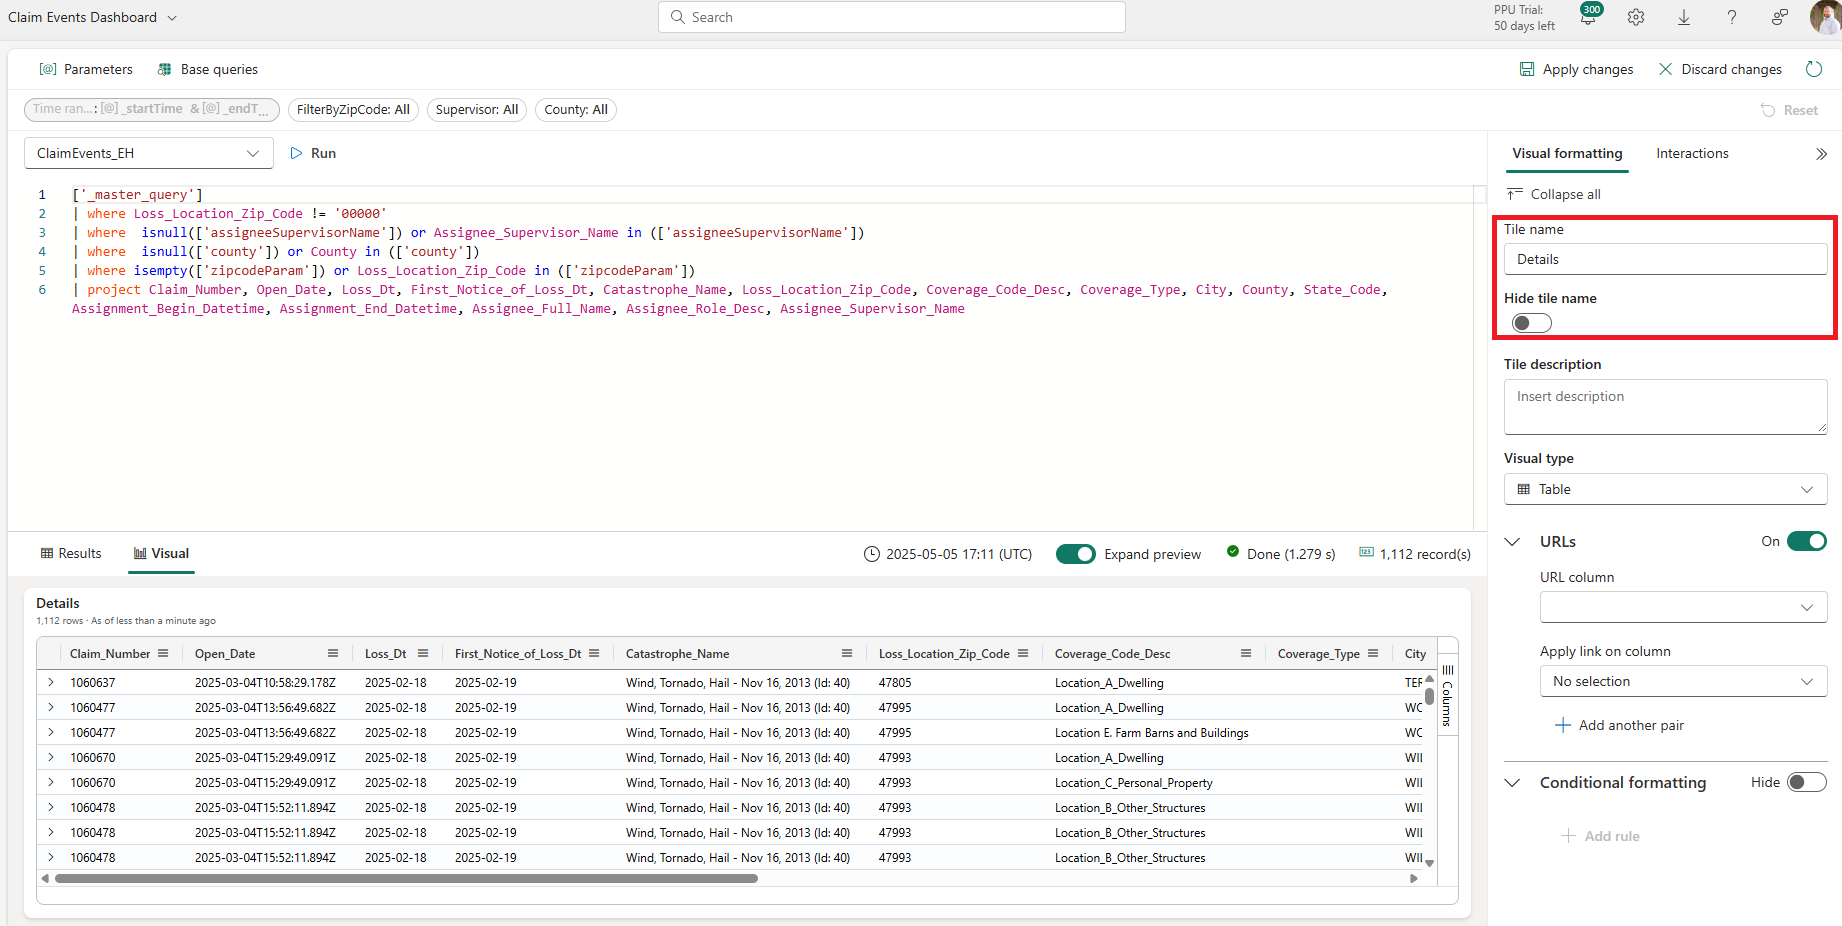 Claim Events Dashboard
Search
PPU Trial:
50 days left
300
Parameters
Base queries
Apply changes
Discard changes
Time ran...: [@] _startTime & [@] _endT...
FilterByZipCode: All
Supervisor: All
County: All
Reset
ClaimEvents_EH
Run
1 ['_master_query']
2 | where Loss_Location_Zip_Code != '00000'
3 | where  isnull(['assigneeSupervisorName']) or Assignee_Supervisor_Name in (['assigneeSupervisorName'])
4 | where  isnull(['county']) or County in (['county'])
5 | where isempty(['zipcodeParam']) or Loss_Location_Zip_Code in (['zipcodeParam'])
6 | project Claim_Number, Open_Date, Loss_Dt, First_Notice_of_Loss_Dt, Catastrophe_Name, Loss_Location_Zip_Code, Coverage_Code_Desc, Coverage_Type, City, County, State_Code,
Assignment_Begin_Datetime, Assignment_End_Datetime, Assignee_Full_Name, Assignee_Role_Desc, Assignee_Supervisor_Name
Results
Visual
2025-05-05 17:11 (UTC)
Expand preview
Done (1.279 s)
1,112 record(s)
Details
1,112 rows · As of less than a minute ago
Claim_Number Open_Date Loss_Dt First_Notice_of_Loss_Dt Catastrophe_Name Loss_Location_Zip_Code Coverage_Code_Desc Coverage_Type City
1060637 2025-03-04T10:58:29.178Z 2025-02-18 2025-02-19 Wind, Tornado, Hail - Nov 16, 2013 (Id: 40) 47805 Location_A_Dwelling TEF
1060477 2025-03-04T13:56:49.682Z 2025-02-18 2025-02-19 Wind, Tornado, Hail - Nov 16, 2013 (Id: 40) 47995 Location_A_Dwelling WC
1060477 2025-03-04T13:56:49.682Z 2025-02-18 2025-02-19 Wind, Tornado, Hail - Nov 16, 2013 (Id: 40) 47995 Location E. Farm Barns and Buildings WC
1060670 2025-03-04T15:29:49.091Z 2025-02-18 2025-02-19 Wind, Tornado, Hail - Nov 16, 2013 (Id: 40) 47993 Location_A_Dwelling WII
1060670 2025-03-04T15:29:49.091Z 2025-02-18 2025-02-19 Wind, Tornado, Hail - Nov 16, 2013 (Id: 40) 47993 Location_C_Personal_Property WII
1060478 2025-03-04T15:52:11.894Z 2025-02-18 2025-02-19 Wind, Tornado, Hail - Nov 16, 2013 (Id: 40) 47993 Location_B_Other_Structures WII
1060478 2025-03-04T15:52:11.894Z 2025-02-18 2025-02-19 Wind, Tornado, Hail - Nov 16, 2013 (Id: 40) 47993 Location_B_Other_Structures WII
1060478 2025-03-04T15:52:11.894Z 2025-02-18 2025-02-19 Wind, Tornado, Hail - Nov 16, 2013 (Id: 40) 47993 Location_B_Other_Structures WII
Columns
Visual formatting
Interactions
Collapse all
Tile name
Details
Hide tile name
Tile description
Insert description
Visual type
Table
URLs
On
URL column
Apply link on column
No selection
Add another pair
Conditional formatting
Hide
Add rule